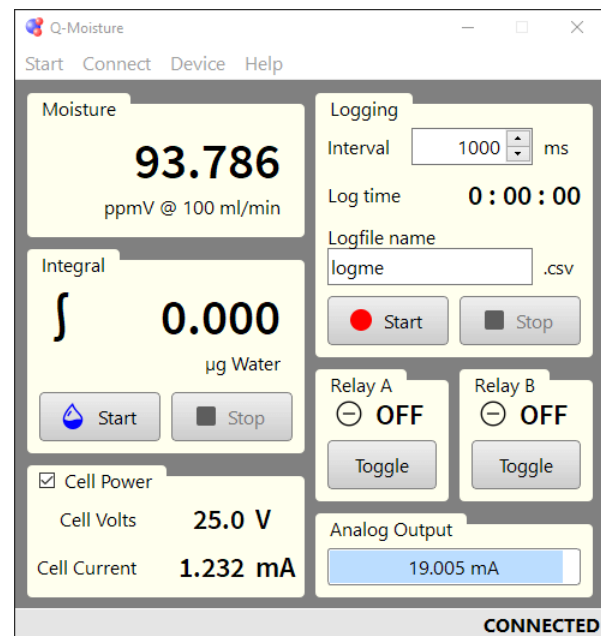 Q-Moisture
Start Connect Device Help
Moisture
93.786
ppmV @ 100 ml/min
Integral
∫ 0.000
µg Water
Start Stop
Cell Power
Cell Volts 25.0 V
Cell Current 1.232 mA
Logging
Interval 1000 ms
Log time 0 : 00 : 00
Logfile name
logme .csv
Start Stop
Relay A
OFF
Toggle
Relay B
OFF
Toggle
Analog Output
19.005 mA
CONNECTED